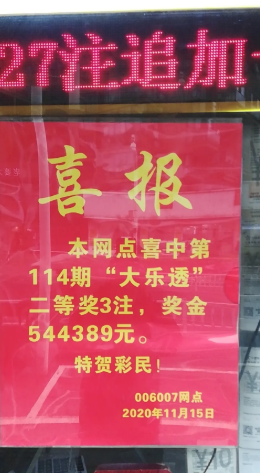 27注追加
喜报
本网点喜中第
114期“大乐透”
二等奖3注，奖金
544389元。
特贺彩民！
006007网点
2020年11月15日